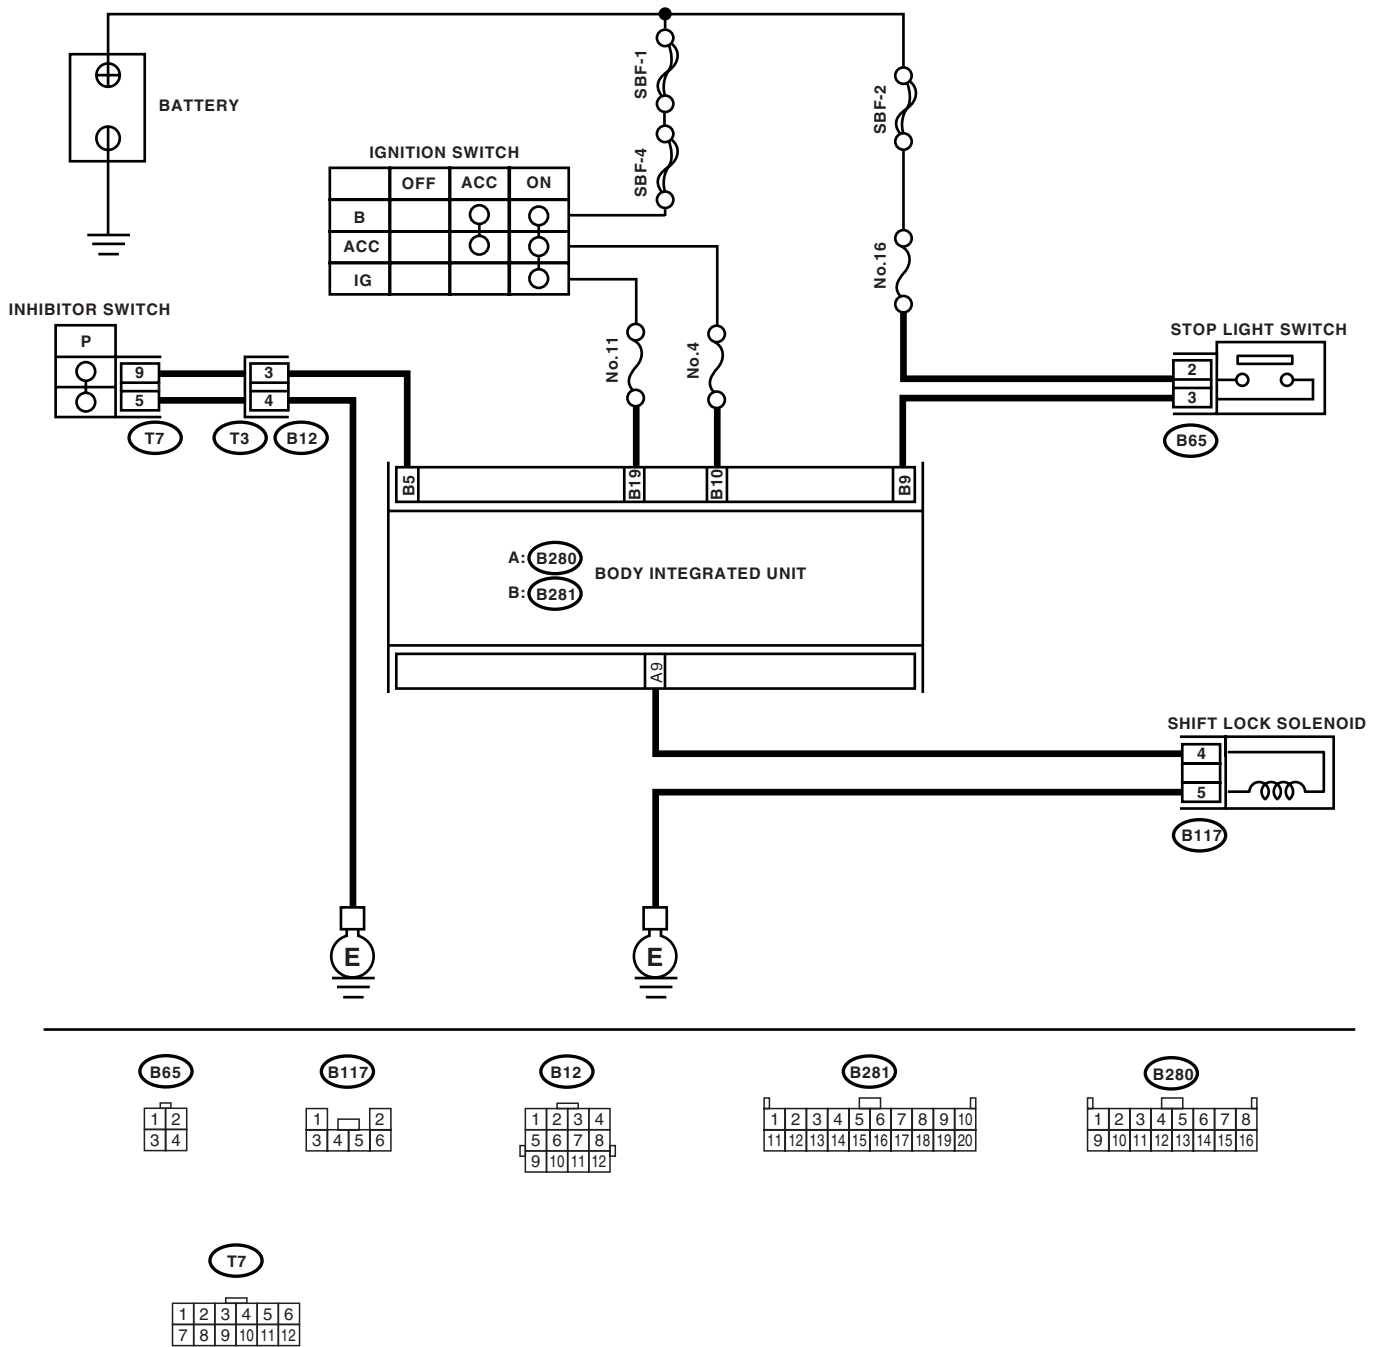 BATTERY
SBF-1
SBF-4
SBF-2
No.16
IGNITION SWITCH
OFF ACC ON
B
ACC
IG
No.11
No.4
INHIBITOR SWITCH
P
9
5
3
4
T7
T3
B12
STOP LIGHT SWITCH
2
3
B65
B5
B19
B10
B9
A: B280
B: B281
BODY INTEGRATED UNIT
A9
SHIFT LOCK SOLENOID
4
5
B117
E
E
B65
1 2
3 4
B117
1 2
3 4 5 6
B12
1 2 3 4
5 6 7 8
9 10 11 12
B281
1 2 3 4 5 6 7 8 9 10
11 12 13 14 15 16 17 18 19 20
B280
1 2 3 4 5 6 7 8
9 10 11 12 13 14 15 16
T7
1 2 3 4 5 6
7 8 9 10 11 12